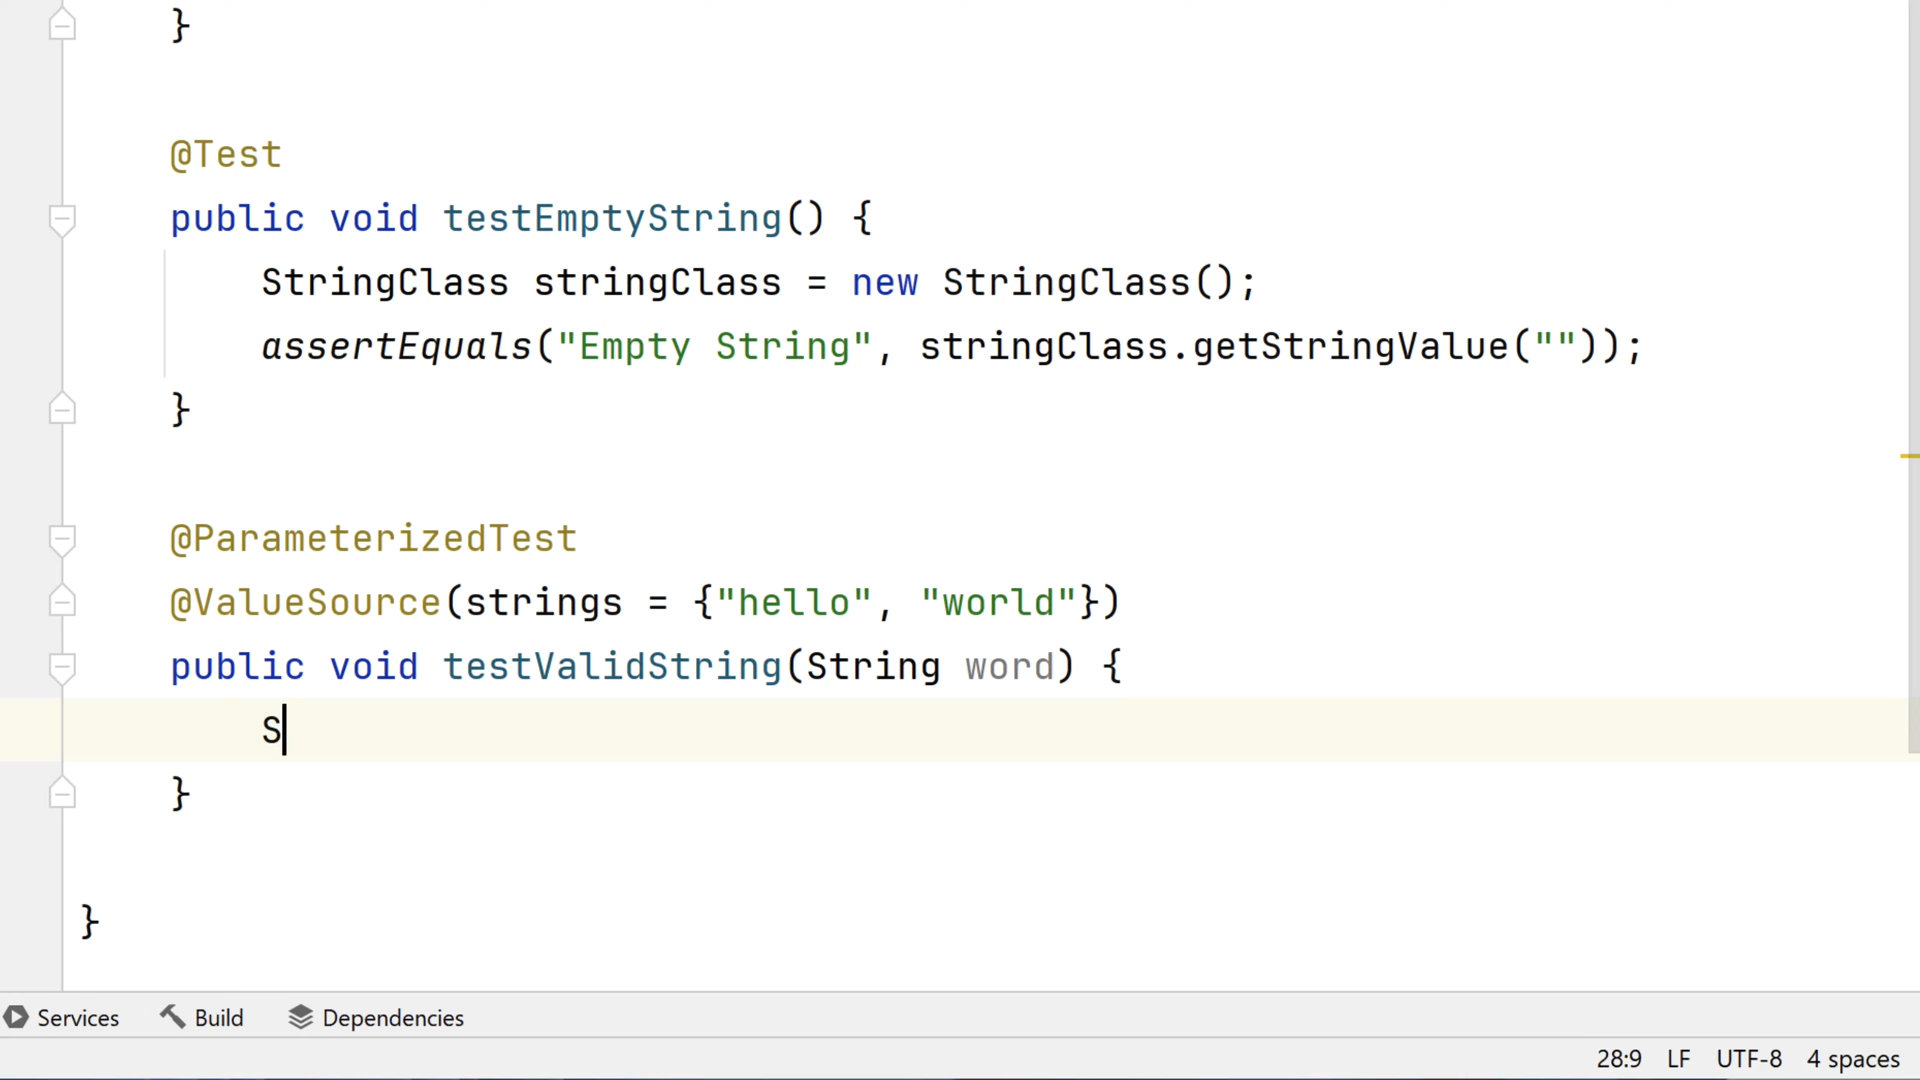 }
@Test
public void testEmptyString() {
StringClass stringClass = new StringClass();
assertEquals("Empty String", stringClass.getStringValue(""));
}
@ParameterizedTest
@ValueSource(strings = {"hello", "world"})
public void testValidString(String word) {
S
}
}
Services Build Dependencies
28:9 LF UTF-8 4 spaces